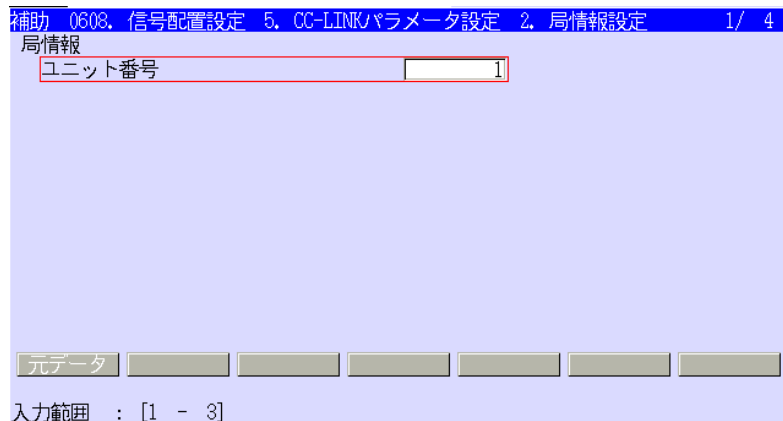 補助 0608. 信号配置設定 5. CC-LINKパラメータ設定 2. 局情報設定 1/ 4
局情報
ユニット番号 1
元データ
入力範囲 : [1 - 3]